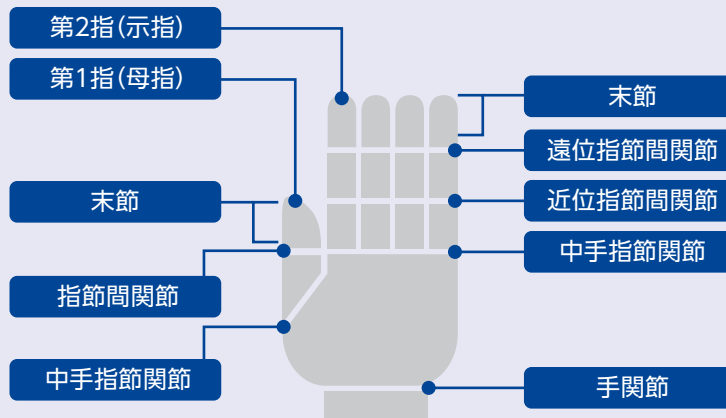 第2指(示指)
第1指(母指)
末節
指節間関節
中手指節関節
末節
遠位指節間関節
近位指節間関節
中手指節関節
手関節